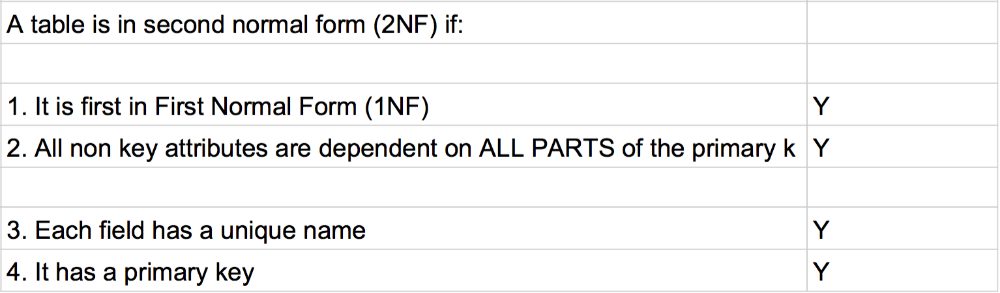 A table is in second normal form (2NF) if:
1. It is first in First Normal Form (1NF) Y
2. All non key attributes are dependent on ALL PARTS of the primary k Y
3. Each field has a unique name Y
4. It has a primary key Y